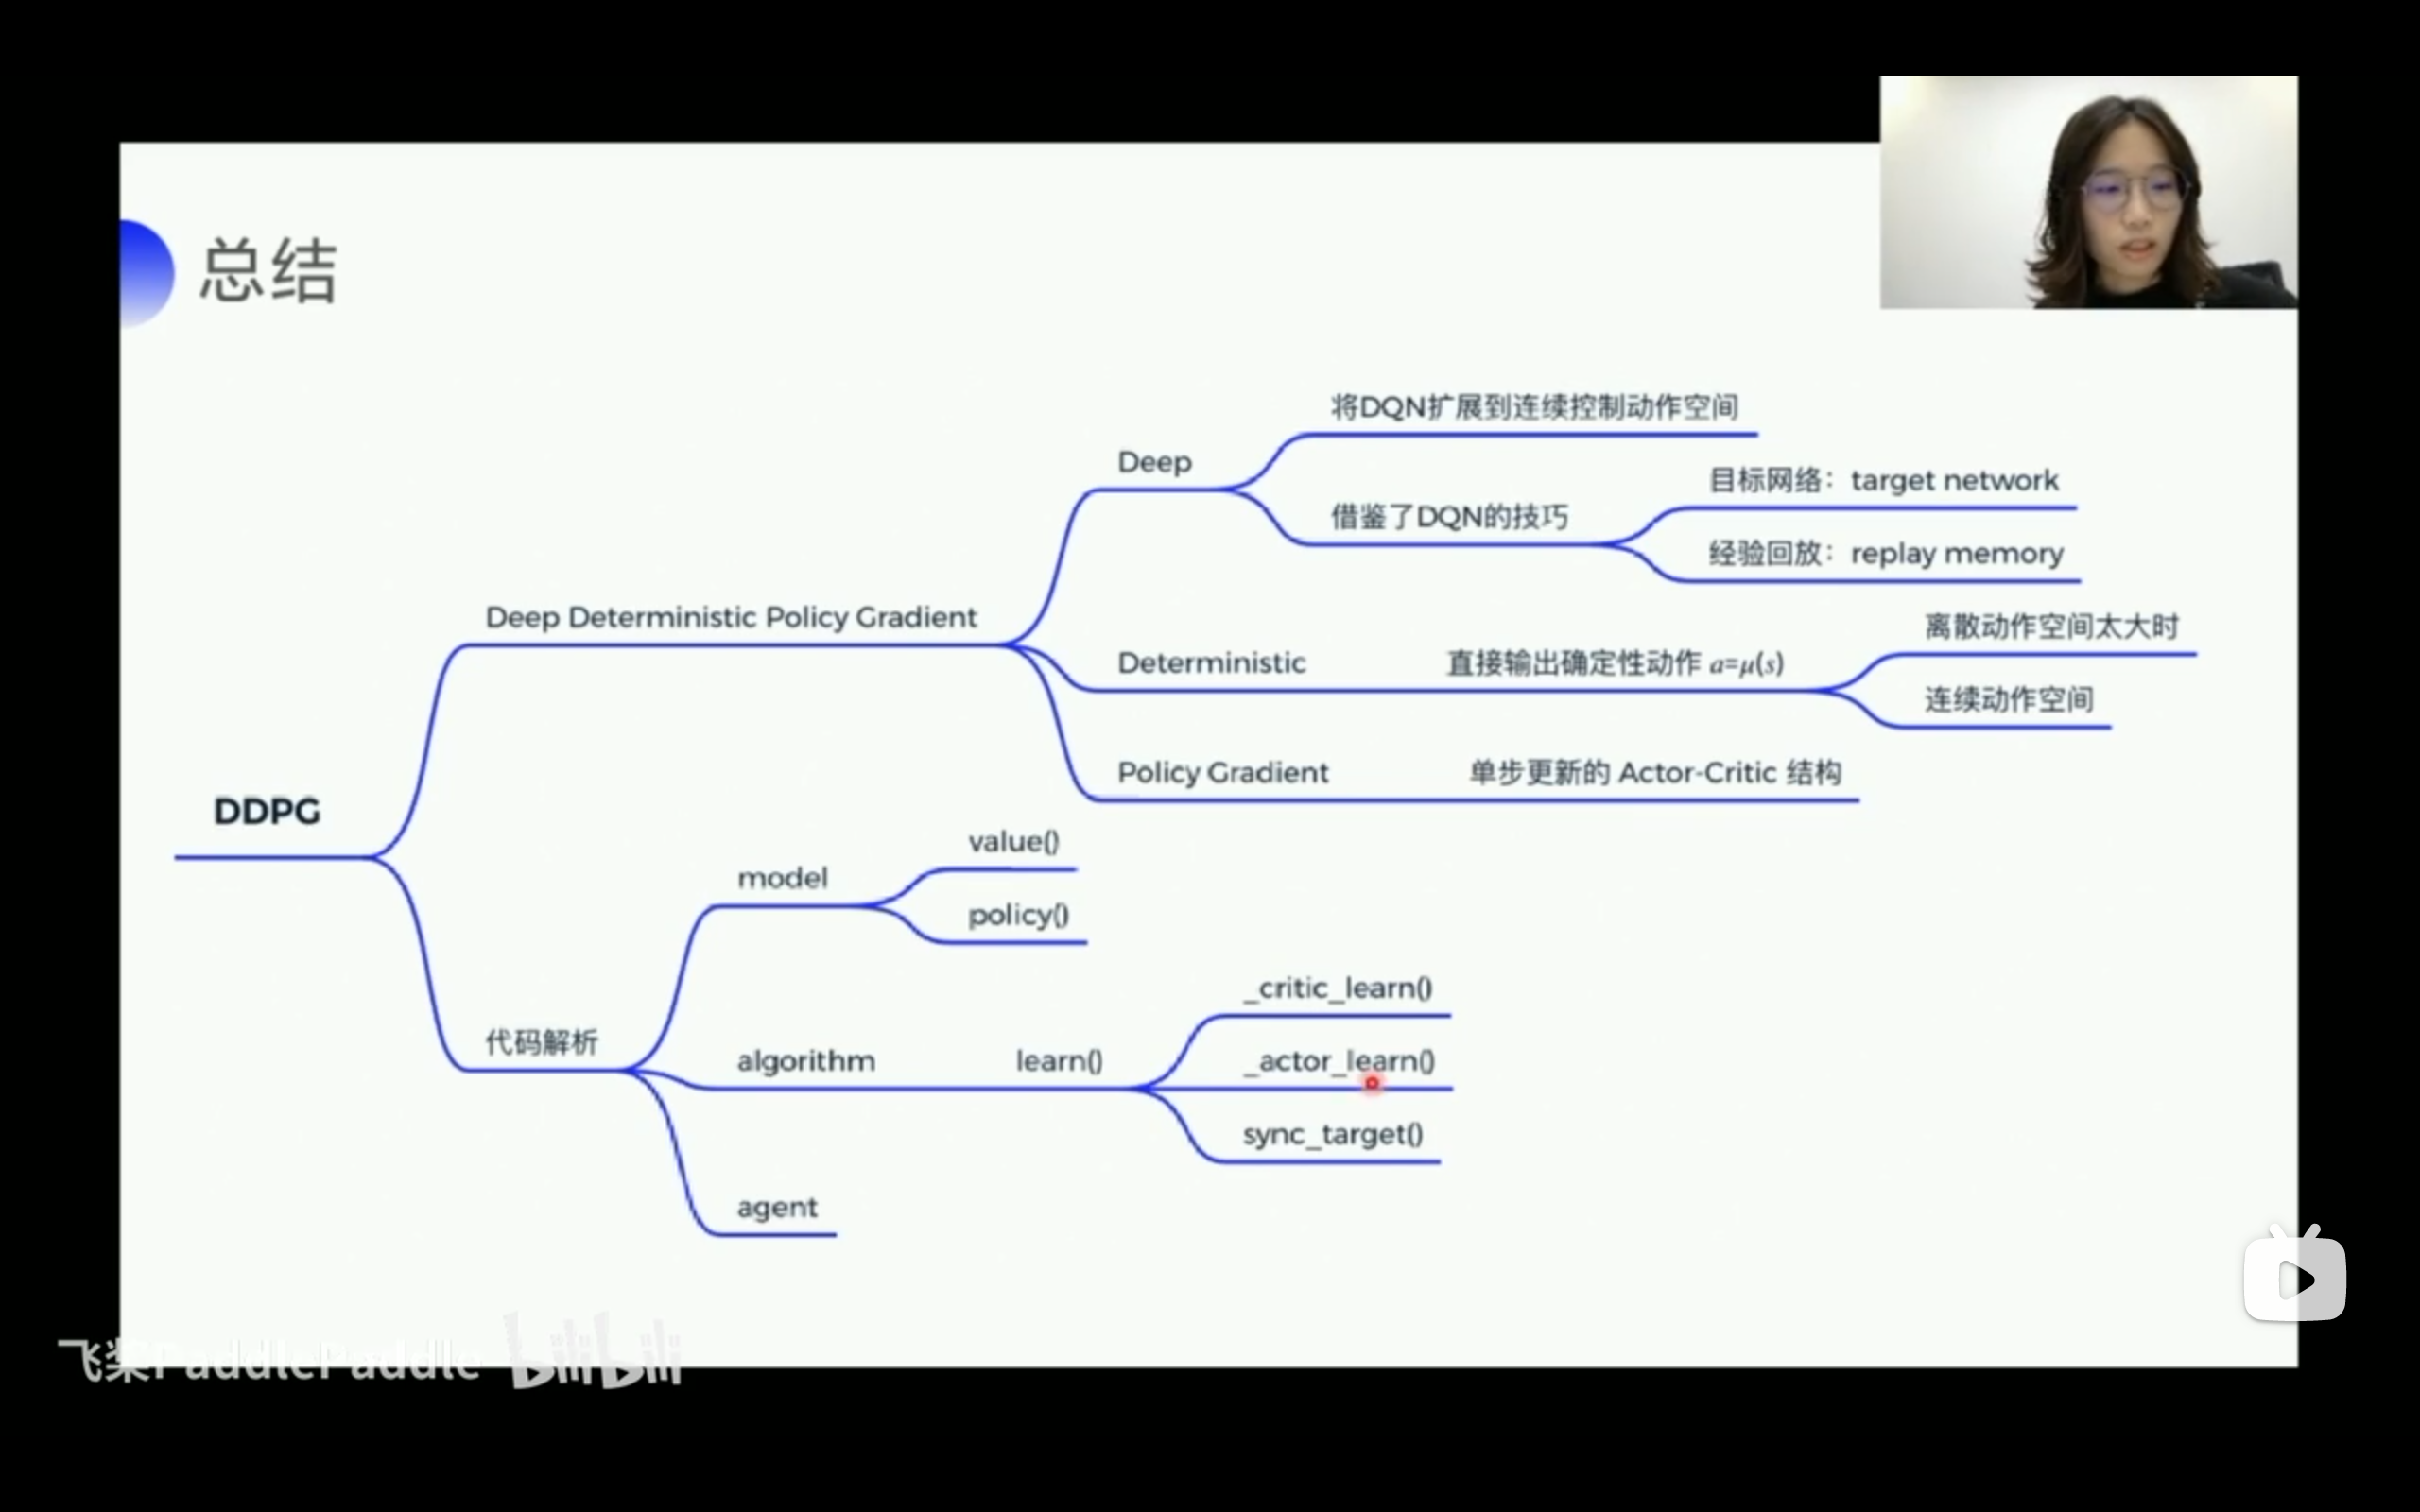 总结
将DQN扩展到连续控制动作空间
Deep
目标网络：target network
借鉴了DQN的技巧
经验回放：replay memory
Deep Deterministic Policy Gradient
离散动作空间太大时
Deterministic 直接输出确定性动作 a=μ(s)
连续动作空间
Policy Gradient 单步更新的 Actor-Critic 结构
DDPG
value()
model
policy()
_critic_learn()
代码解析
algorithm learn() _actor_learn()
sync_target()
agent
飞桨PaddlePaddle bilibili